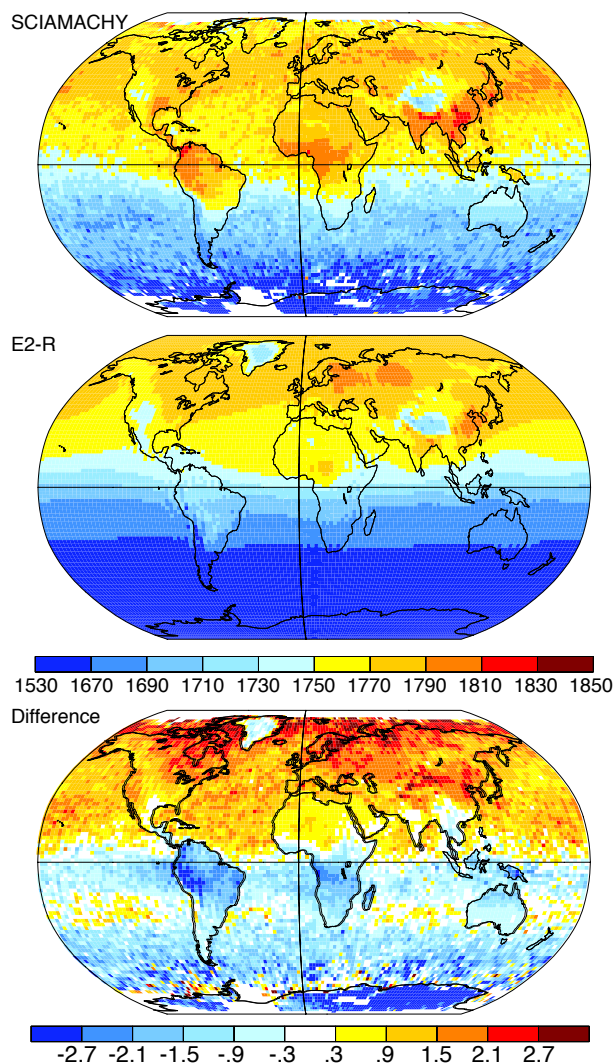 SCIAMACHY
E2-R
1530 1670 1690 1710 1730 1750 1770 1790 1810 1830 1850
Difference
-2.7 -2.1 -1.5 -.9 -.3 .3 .9 1.5 2.1 2.7